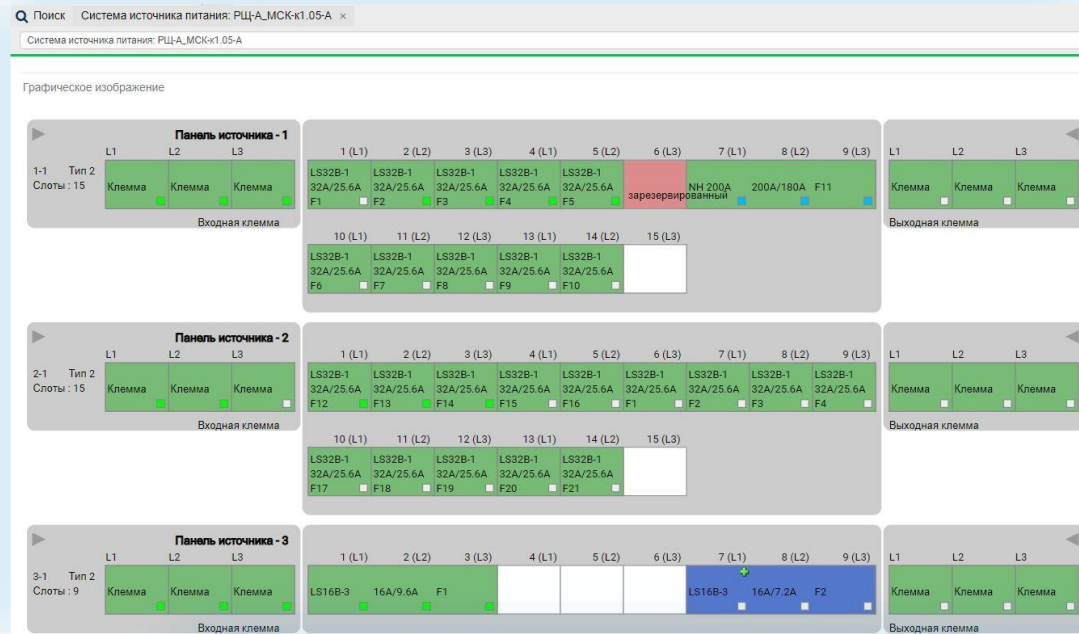 Поиск Система источника питания: РЩ-А_МСК-к1.05-А ×
Система источника питания: РЩ-А_МСК-к1.05-А
Графическое изображение
Панель источника - 1
L1 L2 L3 1 (L1) 2 (L2) 3 (L3) 4 (L1) 5 (L2) 6 (L3) 7 (L1) 8 (L2) 9 (L3) L1 L2 L3
1-1 Тип 2
Слоты : 15
Клемма Клемма Клемма
LS32B-1 LS32B-1 LS32B-1 LS32B-1 LS32B-1
32A/25.6A 32A/25.6A 32A/25.6A 32A/25.6A 32A/25.6A зарезервированный NH 200A 200A/180A F11
F1 F2 F3 F4 F5
Клемма Клемма Клемма
Входная клемма
Выходная клемма
10 (L1) 11 (L2) 12 (L3) 13 (L1) 14 (L2) 15 (L3)
LS32B-1 LS32B-1 LS32B-1 LS32B-1 LS32B-1
32A/25.6A 32A/25.6A 32A/25.6A 32A/25.6A 32A/25.6A
F6 F7 F8 F9 F10
Панель источника - 2
L1 L2 L3 1 (L1) 2 (L2) 3 (L3) 4 (L1) 5 (L2) 6 (L3) 7 (L1) 8 (L2) 9 (L3) L1 L2 L3
2-1 Тип 2
Слоты : 15
Клемма Клемма Клемма
LS32B-1 LS32B-1 LS32B-1 LS32B-1 LS32B-1 LS32B-1 LS32B-1 LS32B-1 LS32B-1
32A/25.6A 32A/25.6A 32A/25.6A 32A/25.6A 32A/25.6A 32A/25.6A 32A/25.6A 32A/25.6A 32A/25.6A
F12 F13 F14 F15 F16 F1 F2 F3 F4
Клемма Клемма Клемма
Входная клемма
Выходная клемма
10 (L1) 11 (L2) 12 (L3) 13 (L1) 14 (L2) 15 (L3)
LS32B-1 LS32B-1 LS32B-1 LS32B-1 LS32B-1
32A/25.6A 32A/25.6A 32A/25.6A 32A/25.6A 32A/25.6A
F17 F18 F19 F20 F21
Панель источника - 3
L1 L2 L3 1 (L1) 2 (L2) 3 (L3) 4 (L1) 5 (L2) 6 (L3) 7 (L1) 8 (L2) 9 (L3) L1 L2 L3
3-1 Тип 2
Слоты : 9
Клемма Клемма Клемма
LS16B-3 16A/9.6A F1
LS16B-3 16A/7.2A F2
Клемма Клемма Клемма
Входная клемма
Выходная клемма